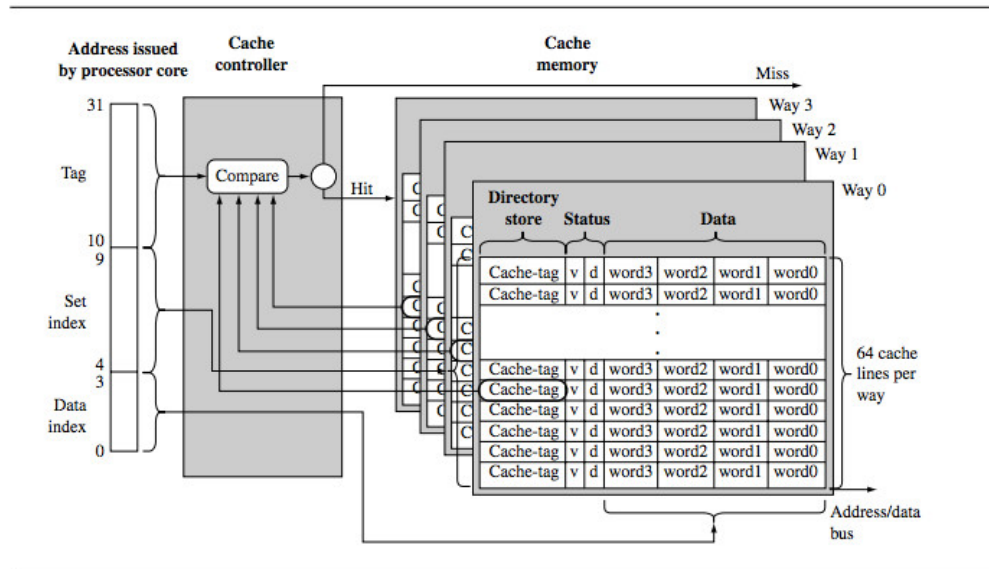 Address issued
by processor core
Cache
controller
Cache
memory
Miss
31
Way 3
Way 2
Way 1
Tag
Compare
Hit
Way 0
Directory
store
Status
Data
10
9
C
C
C
C
C
C
Cache-tag v d word3 word2 word1 word0
Cache-tag v d word3 word2 word1 word0
Set
index
C
C
C
C
C
C
C
C
.
.
.
4
3
64 cache
lines per
way
Cache-tag v d word3 word2 word1 word0
Cache-tag v d word3 word2 word1 word0
Cache-tag v d word3 word2 word1 word0
Cache-tag v d word3 word2 word1 word0
Cache-tag v d word3 word2 word1 word0
Cache-tag v d word3 word2 word1 word0
Data
index
0
Address/data
bus